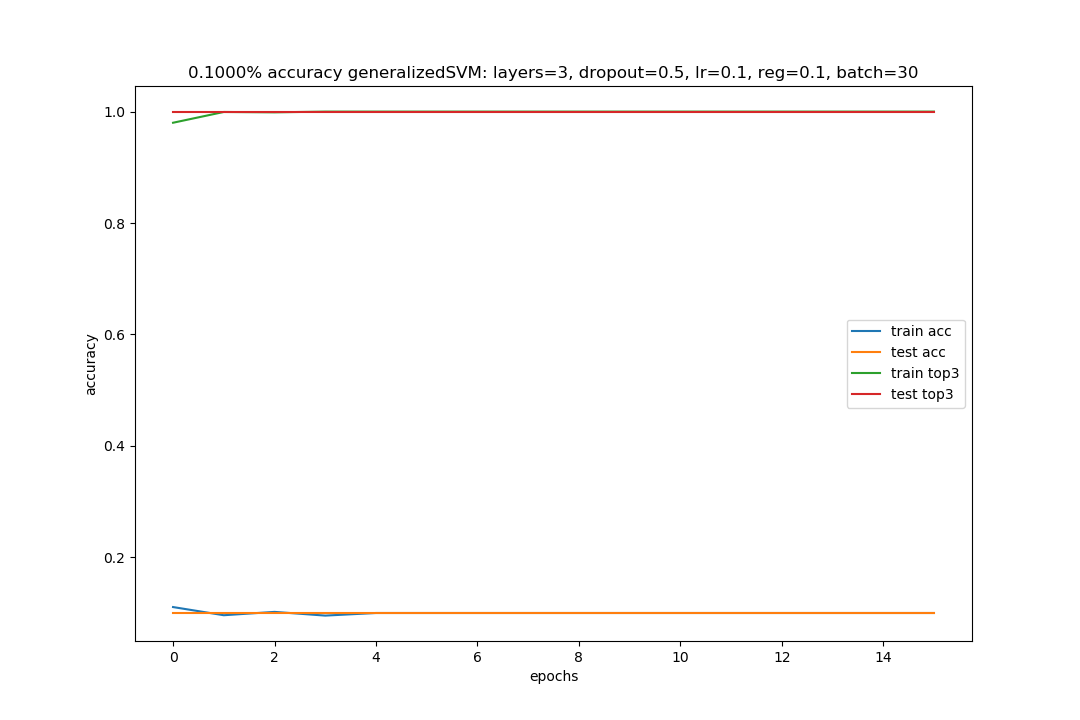 0.1000% accuracy generalizedSVM: layers=3, dropout=0.5, lr=0.1, reg=0.1, batch=30
1.0
0.8
0.6
0.4
0.2
accuracy
train acc
test acc
train top3
test top3
0 2 4 6 8 10 12 14
epochs